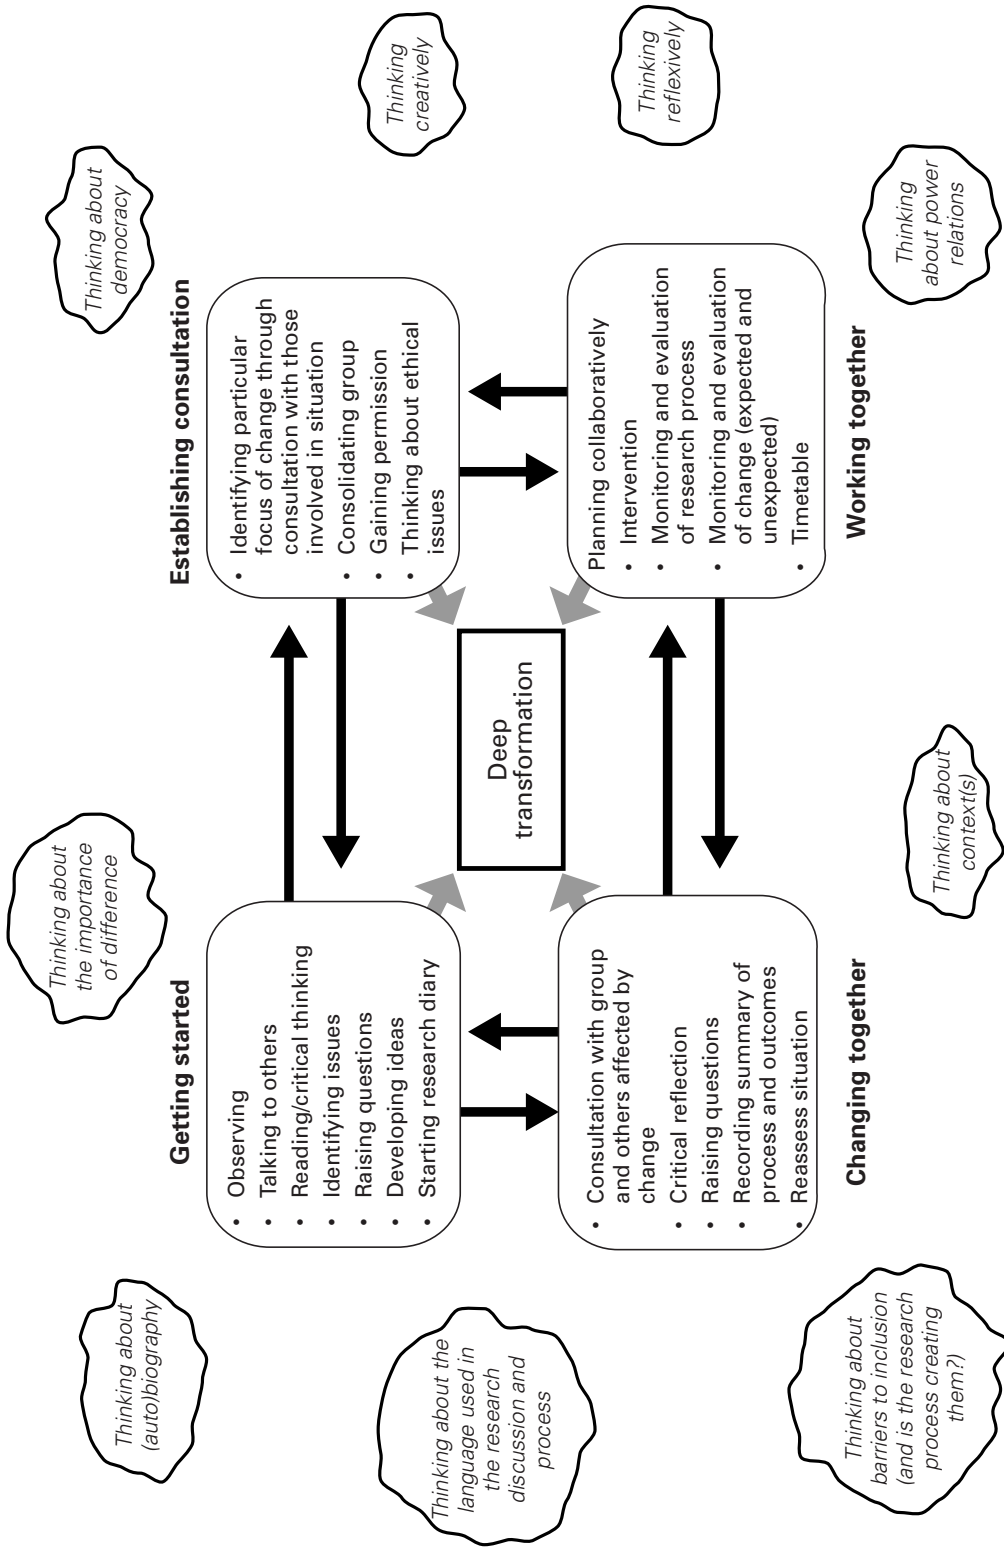 Thinking about
(auto)biography
Thinking about
the importance
of difference
Thinking about
democracy
Thinking
creatively
Thinking about the
language used in
the research
discussion and
process
Getting started
• Observing
• Talking to others
• Reading/critical thinking
• Identifying issues
• Raising questions
• Developing ideas
• Starting research diary
Establishing consultation
• Identifying particular
focus of change through
consultation with those
involved in situation
• Consolidating group
• Gaining permission
• Thinking about ethical
issues
Deep
transformation
• Consultation with group
and others affected by
change
• Critical reflection
• Raising questions
• Recording summary of
process and outcomes
• Reassess situation
Changing together
Planning collaboratively
• Intervention
• Monitoring and evaluation
of research process
• Monitoring and evaluation
of change (expected and
unexpected)
• Timetable
Working together
Thinking
reflexively
Thinking about
barriers to inclusion
(and is the research
process creating
them?)
Thinking about
context(s)
Thinking
about power
relations